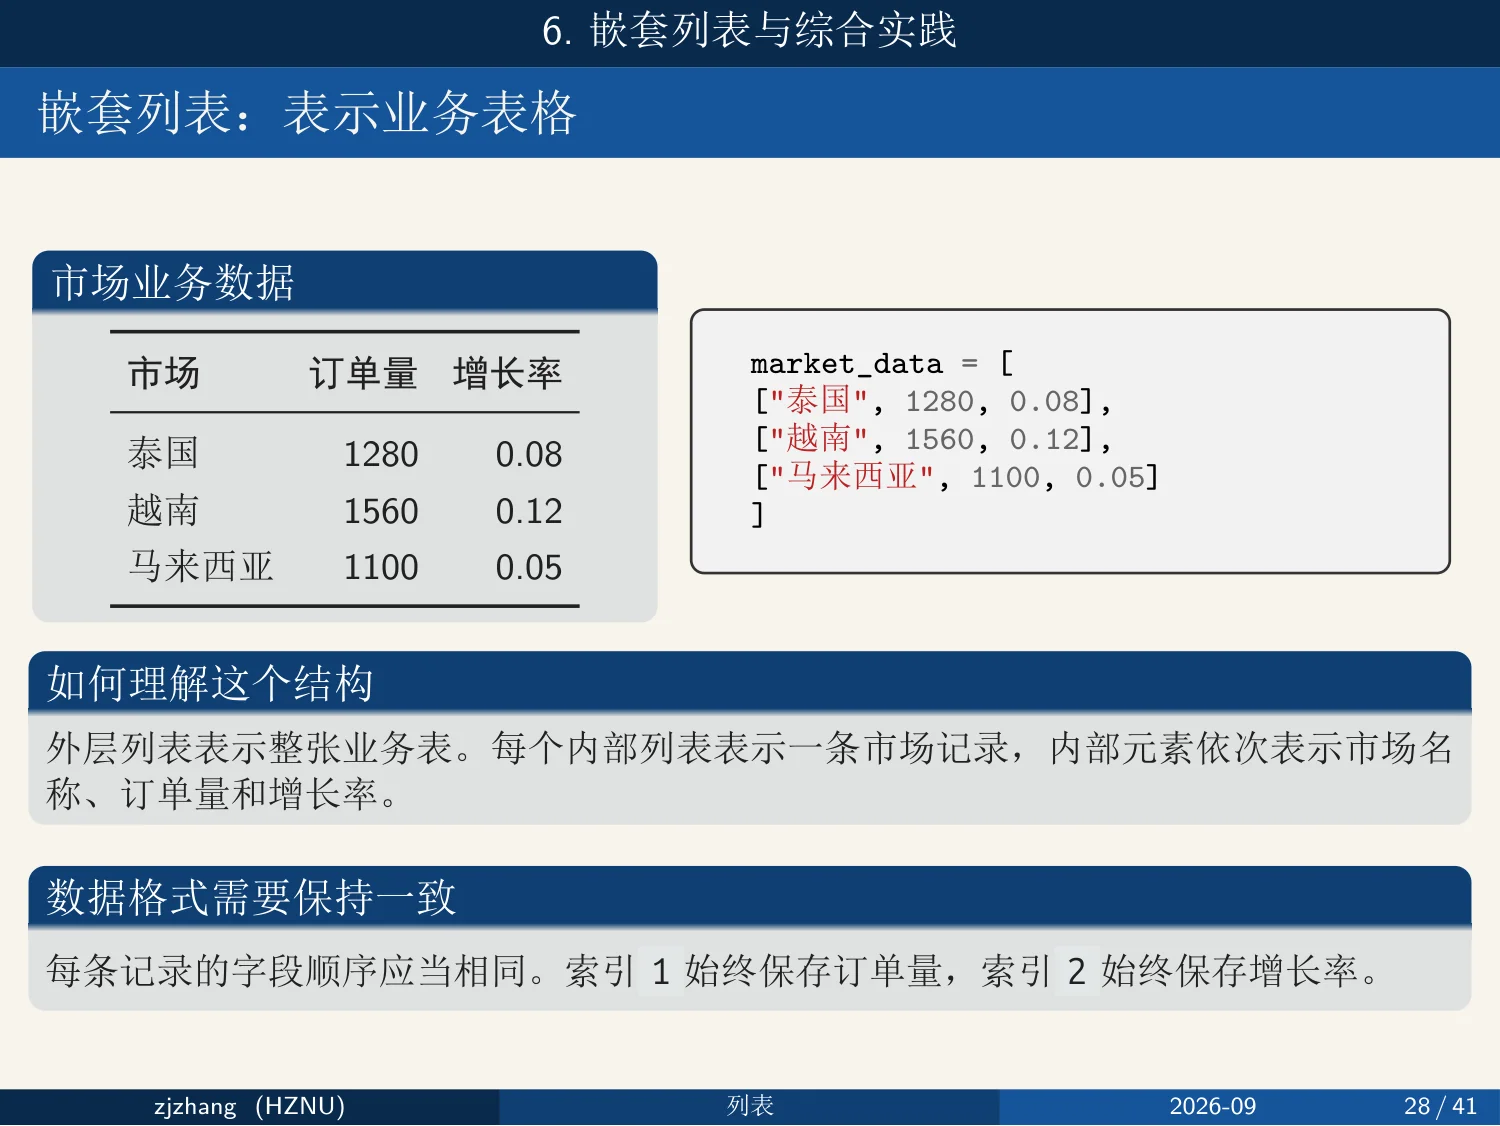 6. 嵌套列表与综合实践
嵌套列表：表示业务表格
市场业务数据
市场 订单量 增长率
泰国 1280 0.08
越南 1560 0.12
马来西亚 1100 0.05
market_data = [
["泰国", 1280, 0.08],
["越南", 1560, 0.12],
["马来西亚", 1100, 0.05]
]
如何理解这个结构
外层列表表示整张业务表。每个内部列表表示一条市场记录，内部元素依次表示市场名
称、订单量和增长率。
数据格式需要保持一致
每条记录的字段顺序应当相同。索引 1 始终保存订单量，索引 2 始终保存增长率。
zjzhang (HZNU) 列表 2026-09 28 / 41